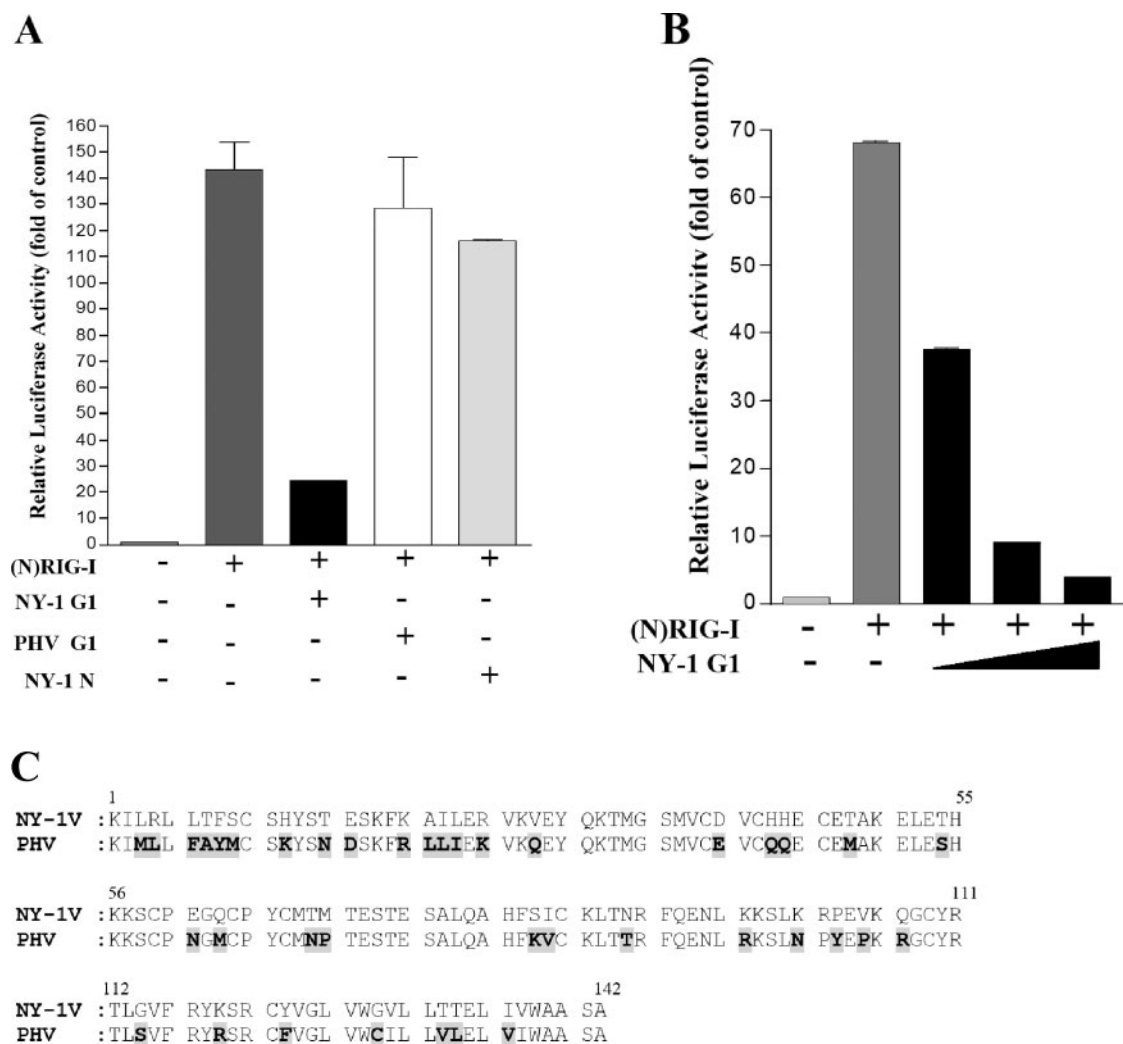 A
Relative Luciferase Activity (fold of control)
160
150
140
130
120
110
100
90
80
70
60
50
40
30
20
10
0
(N)RIG-I - + + + +
NY-1 G1 - - + - -
PHV G1 - - - + -
NY-1 N - - - - +
B
Relative Luciferase Activity (fold of control)
70
60
50
40
30
20
10
0
(N)RIG-I - + + + +
NY-1 G1 - -
C
1 55
NY-1V :KILRL LTFSC SHYST ESKFK AILER VKVEY QKTMG SMVCD VCHHE CETAK ELETH
PHV :KIMLL FAYMC SKYSN DSKFR LLIEK VKQEY QKTMG SMVCE VCQQE CEMAK ELESH
56 111
NY-1V :KKSCP EGQCP YCMTM TESTE SALQA HFSIC KLTNR FQENL KKSLK RPEVK QGCYR
PHV :KKSCP NGMCP YCMNP TESTE SALQA HFKVC KLTTR FQENL RKSLN PYEPK RGCYR
112 142
NY-1V :TLGVF RYKSR CYVGL VWGVL LTTEL IVWAA SA
PHV :TLSVF RYRSR CFVGL VWCIL LVLEL VIWAA SA